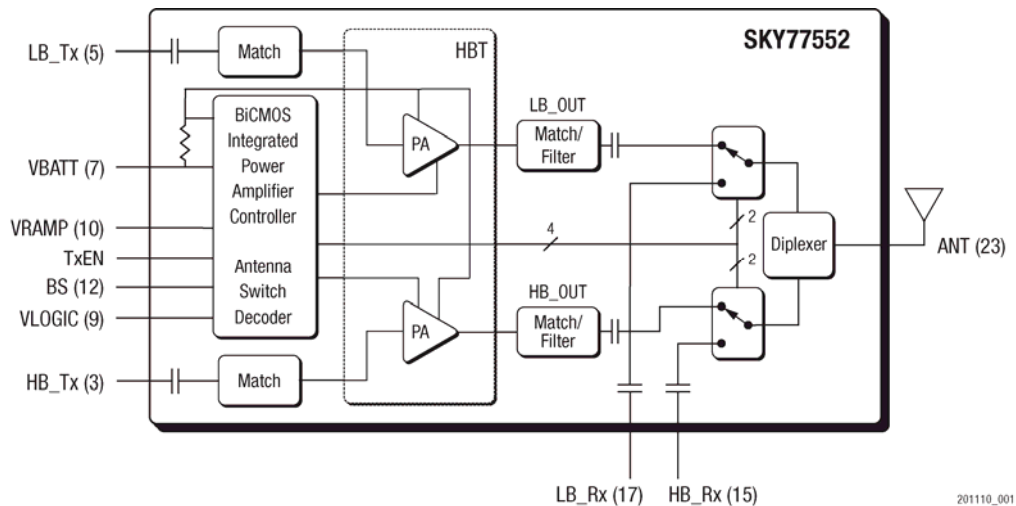 SKY77552
LB_Tx (5)
Match
HBT
BiCMOS
Integrated
Power
Amplifier
Controller
Antenna
Switch
Decoder
PA
LB_OUT
Match/
Filter
VBATT (7)
VRAMP (10)
TxEN
BS (12)
VLOGIC (9)
4
2
2
Diplexer
ANT (23)
PA
HB_OUT
Match/
Filter
HB_Tx (3)
Match
LB_Rx (17)
HB_Rx (15)
201110_001